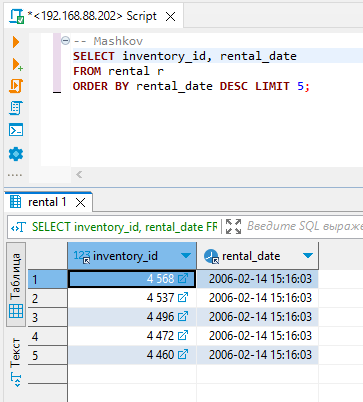 *<192.168.88.202> Script
-- Mashkov
SELECT inventory_id, rental_date
FROM rental r
ORDER BY rental_date DESC LIMIT 5;
rental 1
SELECT inventory_id, rental_date FR
Введите SQL выраже
Таблица
Текст
123 inventory_id rental_date
1 4 568 2006-02-14 15:16:03
2 4 537 2006-02-14 15:16:03
3 4 496 2006-02-14 15:16:03
4 4 472 2006-02-14 15:16:03
5 4 460 2006-02-14 15:16:03